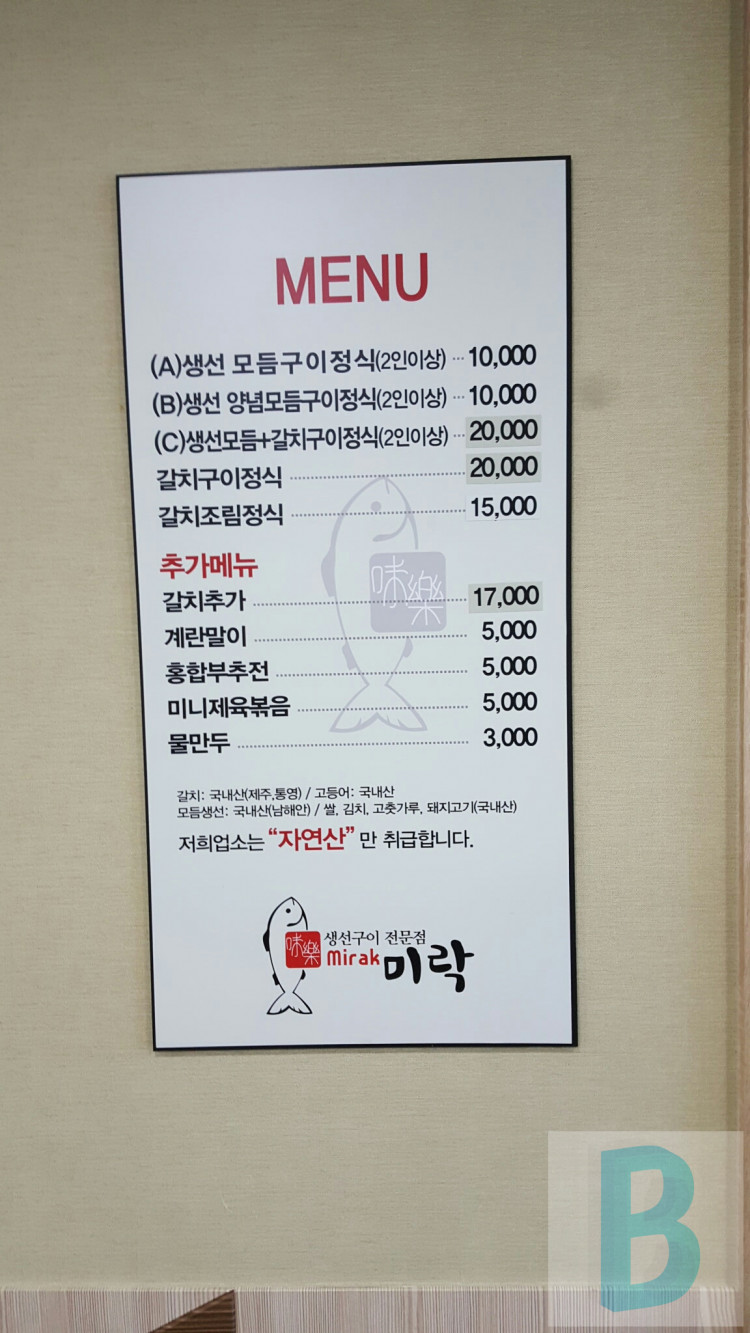 MENU
(A)생선 모듬구이정식(2인이상) ··· 10,000
(B)생선 양념모듬구이정식(2인이상) ··· 10,000
(C)생선모듬+갈치구이정식(2인이상) ··· 20,000
갈치구이정식 ························ 20,000
갈치조림정식 ························ 15,000
味樂
추가메뉴
갈치추가 ························ 17,000
계란말이 ························ 5,000
홍합부추전 ························ 5,000
미니제육볶음 ························ 5,000
물만두 ························ 3,000
갈치: 국내산(제주,통영) / 고등어: 국내산
모듬생선: 국내산(남해안) / 쌀, 김치, 고춧가루, 돼지고기(국내산)
저희업소는 “자연산” 만 취급합니다.
味樂
생선구이 전문점
Mirak 미락
B